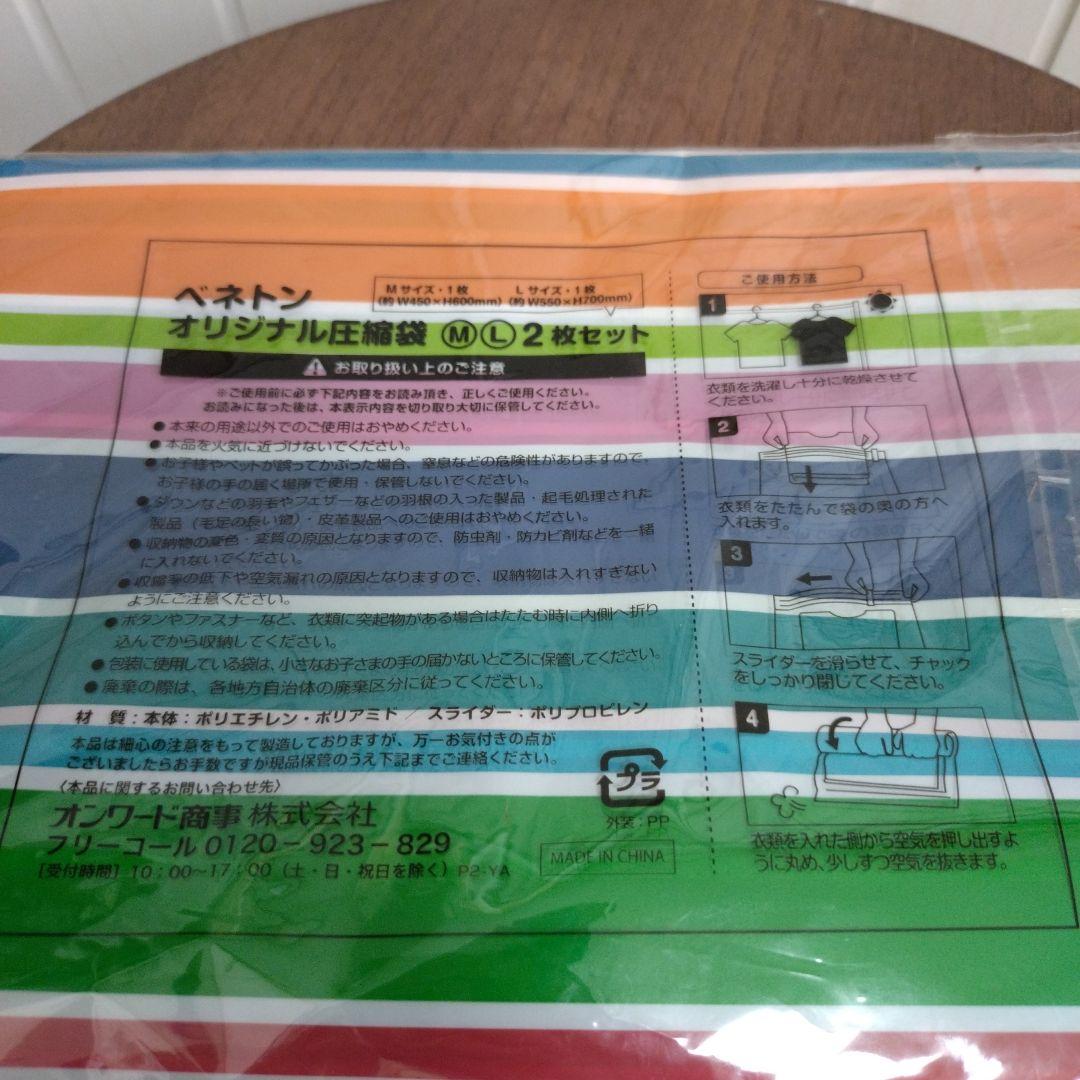 ベネトン
オリジナル圧縮袋 ⓂⓁ 2枚セット
Mサイズ・1枚 Lサイズ・1枚
(約 W450×H600mm) (約 W550×H700mm)
⚠ お取り扱い上のご注意
※ご使用前に必ず下記内容をお読み頂き、正しくご使用ください。
お読みになった後は、本表示内容を切り取り大切に保管してください。
●本来の用途以外でのご使用はおやめください。
●本品を火気に近づけないでください。
●お子様やペットが誤ってかぶった場合、窒息などの危険性がありますので、
お子様の手の届く場所で使用・保管しないでください。
●ダウンなどの羽毛やフェザーなどの羽根の入った製品・起毛処理された
製品（毛足の長い物）・皮革製品へのご使用はおやめください。
●収納物の変色・変質の原因となりますので、防虫剤・防カビ剤などを一緒
に入れないでください。
●収縮率の低下や空気漏れの原因となりますので、収納物は入れすぎない
ようにご注意ください。
●ボタンやファスナーなど、衣類に突起物がある場合はたたむ時に内側へ折り
込んでから収納してください。
●包装に使用している袋は、小さなお子さまの手の届かないところに保管してください。
●廃棄の際は、各地方自治体の廃棄区分に従ってください。
材 質：本体：ポリエチレン・ポリアミド／スライダー：ポリプロピレン
本品は細心の注意をもって製造しておりますが、万一お気付きの点が
ございましたらお手数ですが現品保管のうえ下記までご連絡ください。
〈本品に関するお問い合わせ先〉
オンワード商事株式会社
フリーコール0120-923-829
[受付時間] 10：00～17：00（土・日・祝日を除く）P2-YA
プラ
外装：PP
MADE IN CHINA
ご使用方法
1
衣類を洗濯し十分に乾燥させて
ください。
2
衣類をたたんで袋の奥の方へ
入れます。
3
スライダーを滑らせて、チャック
をしっかり閉じてください。
4
衣類を入れた側から空気を押し出すよ
うに丸め、少しずつ空気を抜きます。